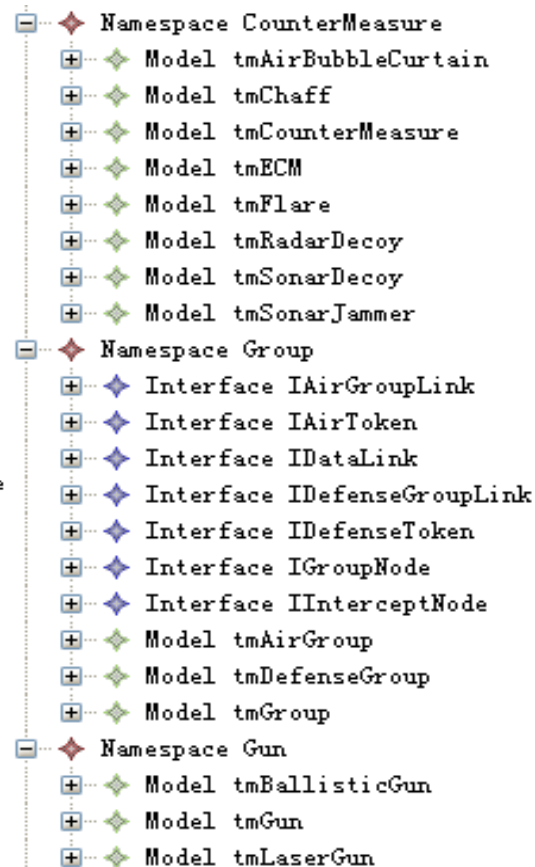 Namespace CounterMeasure
Model tmAirBubbleCurtain
Model tmChaff
Model tmCounterMeasure
Model tmECM
Model tmFlare
Model tmRadarDecoy
Model tmSonarDecoy
Model tmSonarJammer
Namespace Group
Interface IAirGroupLink
Interface IAirToken
Interface IDataLink
e
Interface IDefenseGroupLink
Interface IDefenseToken
Interface IGroupNode
Interface IInterceptNode
Model tmAirGroup
Model tmDefenseGroup
Model tmGroup
Namespace Gun
Model tmBallisticGun
Model tmGun
Model tmLaserGun